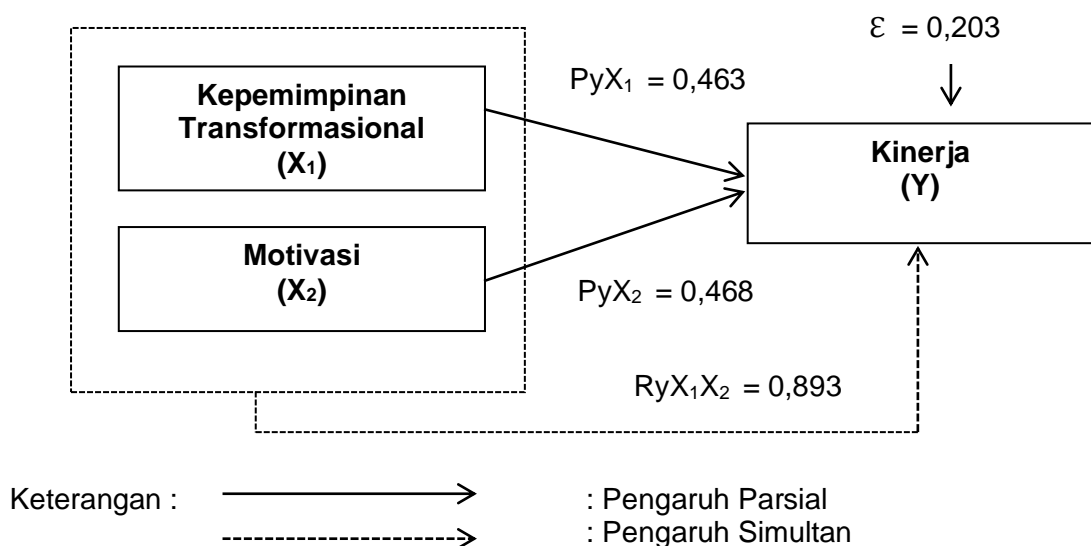 Ɛ = 0,203
PyX₁ = 0,463
Kepemimpinan
Transformasional
(X₁)
Kinerja
(Y)
Motivasi
(X₂)
PyX₂ = 0,468
RyX₁X₂ = 0,893
Keterangan :
: Pengaruh Parsial
: Pengaruh Simultan